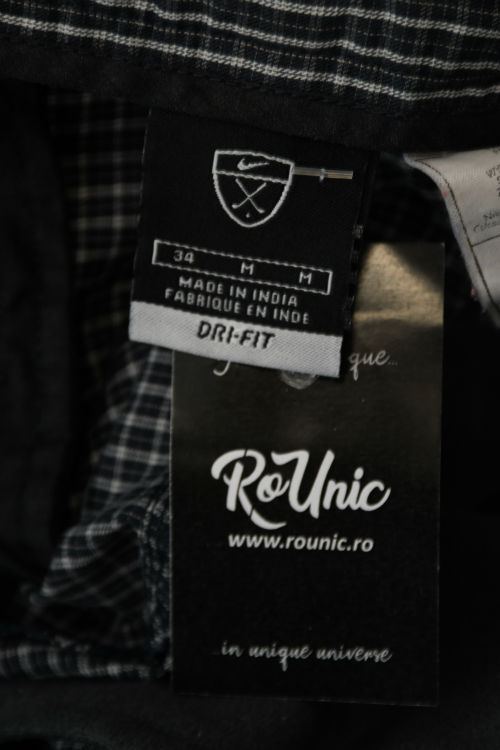 34 M M
MADE IN INDIA
FABRIQUE EN INDE
DRI-FIT
que...
RoUnic
www.rounic.ro
...in unique universe